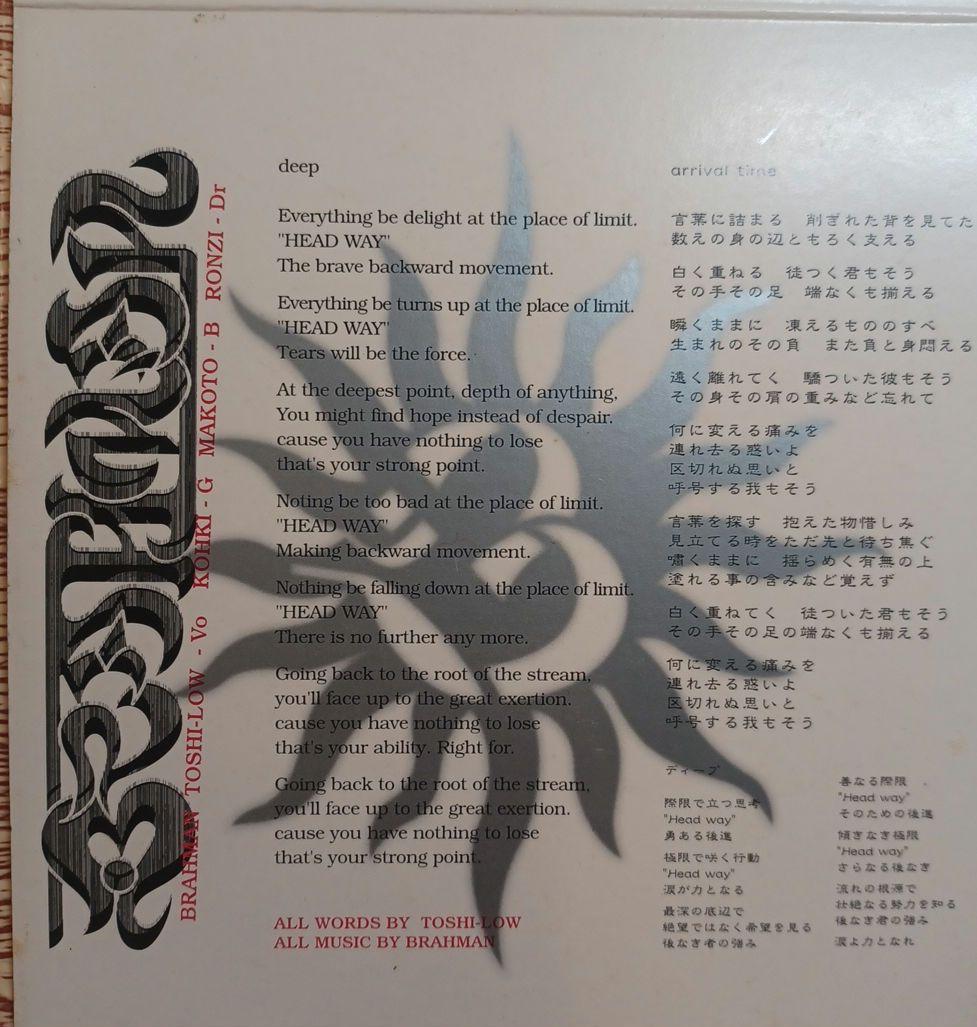 BRAHMAN TOSHI-LOW - Vo KOHKI - G MAKOTO - B RONZI - Dr
deep
Everything be delight at the place of limit.
"HEAD WAY"
The brave backward movement.
Everything be turns up at the place of limit.
"HEAD WAY"
Tears will be the force.
At the deepest point, depth of anything,
You might find hope instead of despair.
cause you have nothing to lose
that's your strong point.
Noting be too bad at the place of limit.
"HEAD WAY"
Making backward movement.
Nothing be falling down at the place of limit.
"HEAD WAY"
There is no further any more.
Going back to the root of the stream,
you'll face up to the great exertion.
cause you have nothing to lose
that's your ability. Right for.
Going back to the root of the stream,
you'll face up to the great exertion.
cause you have nothing to lose
that's your strong point.
ALL WORDS BY TOSHI-LOW
ALL MUSIC BY BRAHMAN
arrival time
言葉に詰まる 削ぎれた背を見てた
数えの身の辺ともろく支える
白く重ねる 徒つく君もそう
その手その足 端なくも揃える
瞬くままに 凍えるもののすべ
生まれのその負 また負と身悶える
遠く離れてく 驕ついた彼もそう
その身その肩の重みなど忘れて
何に変える痛みを
連れ去る惑いよ
区切れぬ思いと
呼号する我もそう
言葉を探す 抱えた物惜しみ
見立てる時をただ先と待ち焦ぐ
嘯くままに 揺らめく有無の上
塗れる事の含みなど覚えず
白く重ねてく 徒ついた君もそう
その手その足の端なくも揃える
何に変える痛みを
連れ去る惑いよ
区切れぬ思いと
呼号する我もそう
ディープ
際限で立つ思考
"Head way"
勇ある後進
極限で咲く行動
"Head way"
涙が力となる
最深の底辺で
絶望ではなく希望を見る
後なき者の強み
善なる際限
"Head way"
そのための後進
傾きなき極限
"Head way"
さらなる後なき
流れの根源で
壮絶なる努力を知る
後なき君の強み
涙よ力となれ